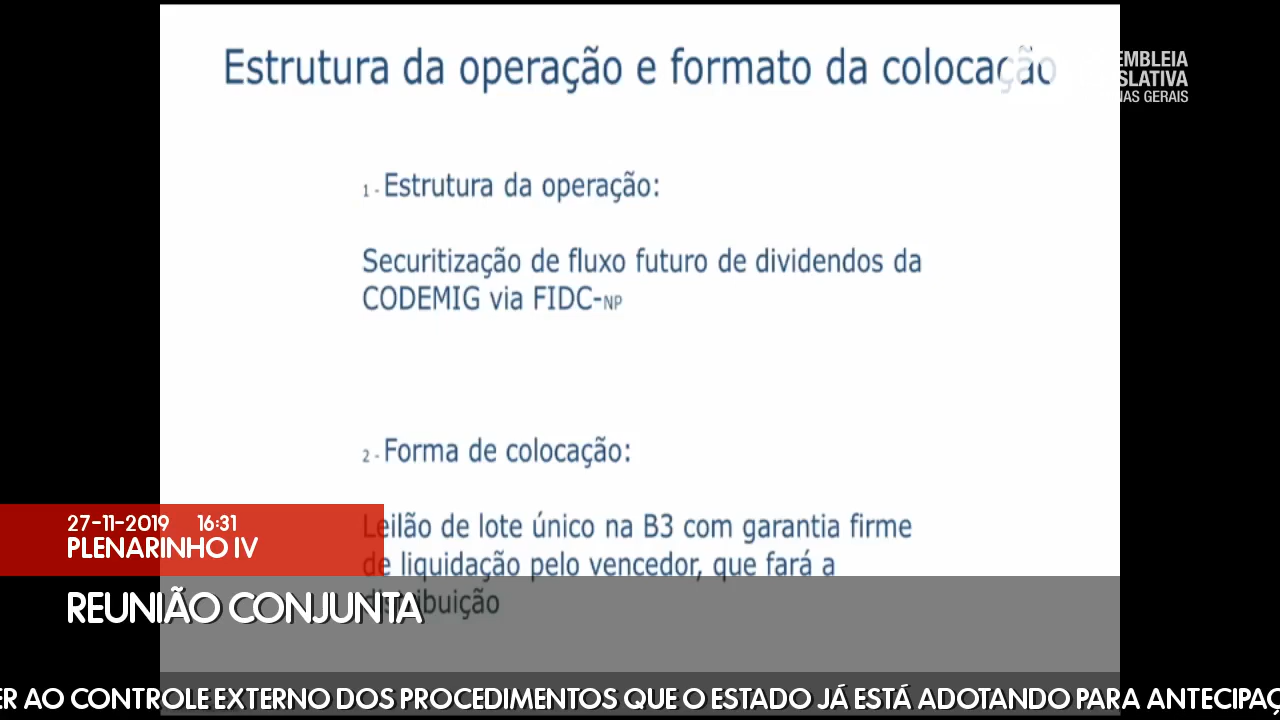 Estrutura da operação e formato da colocação
EMBLEIA
SLATIVA
NAS GERAIS
1 - Estrutura da operação:
Securitização de fluxo futuro de dividendos da
CODEMIG via FIDC-NP
2 - Forma de colocação:
Leilão de lote único na B3 com garantia firme
de liquidação pelo vencedor, que fará a
distribuição
27-11-2019 16:31
PLENARINHO IV
REUNIÃO CONJUNTA
ER AO CONTROLE EXTERNO DOS PROCEDIMENTOS QUE O ESTADO JÁ ESTÁ ADOTANDO PARA ANTECIPAÇ